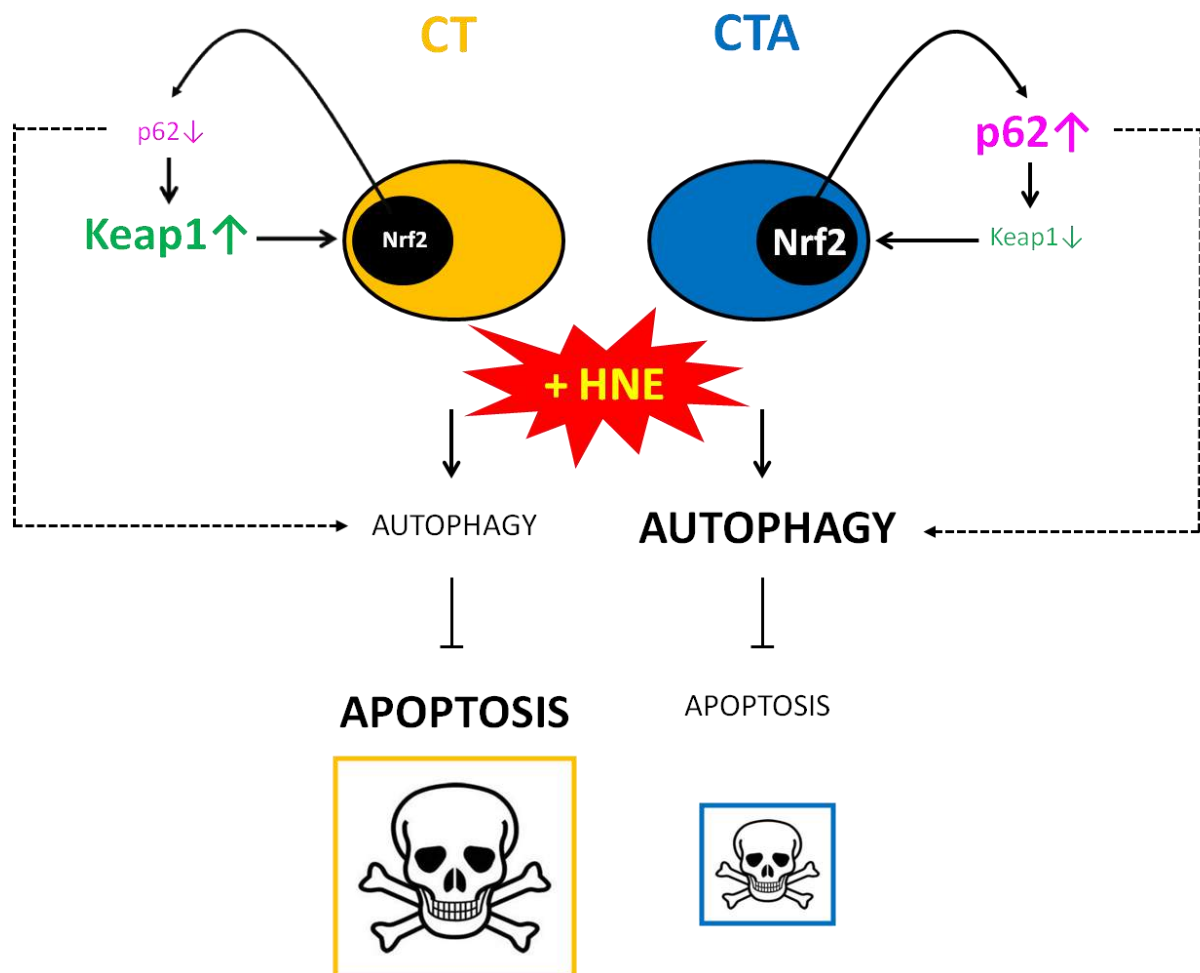 CT
CTA
p62↓
p62↑
Keap1↑
Nrf2
Nrf2
Keap1↓
+ HNE
AUTOPHAGY
AUTOPHAGY
APOPTOSIS
APOPTOSIS